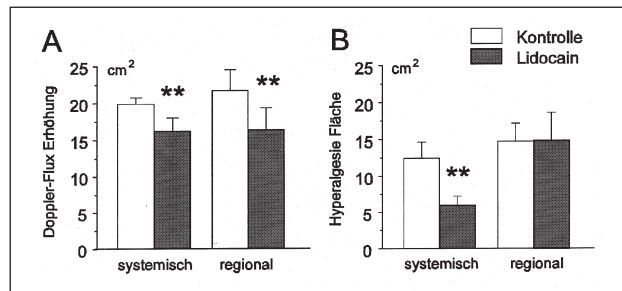 A
Doppler-Flux Erhöhung
cm²
25
20
15
10
5
0
**
**
systemisch
regional
B
Kontrolle
Lidocain
Hyperalgesie Fläche
cm²
25
20
15
10
5
0
**
systemisch
regional